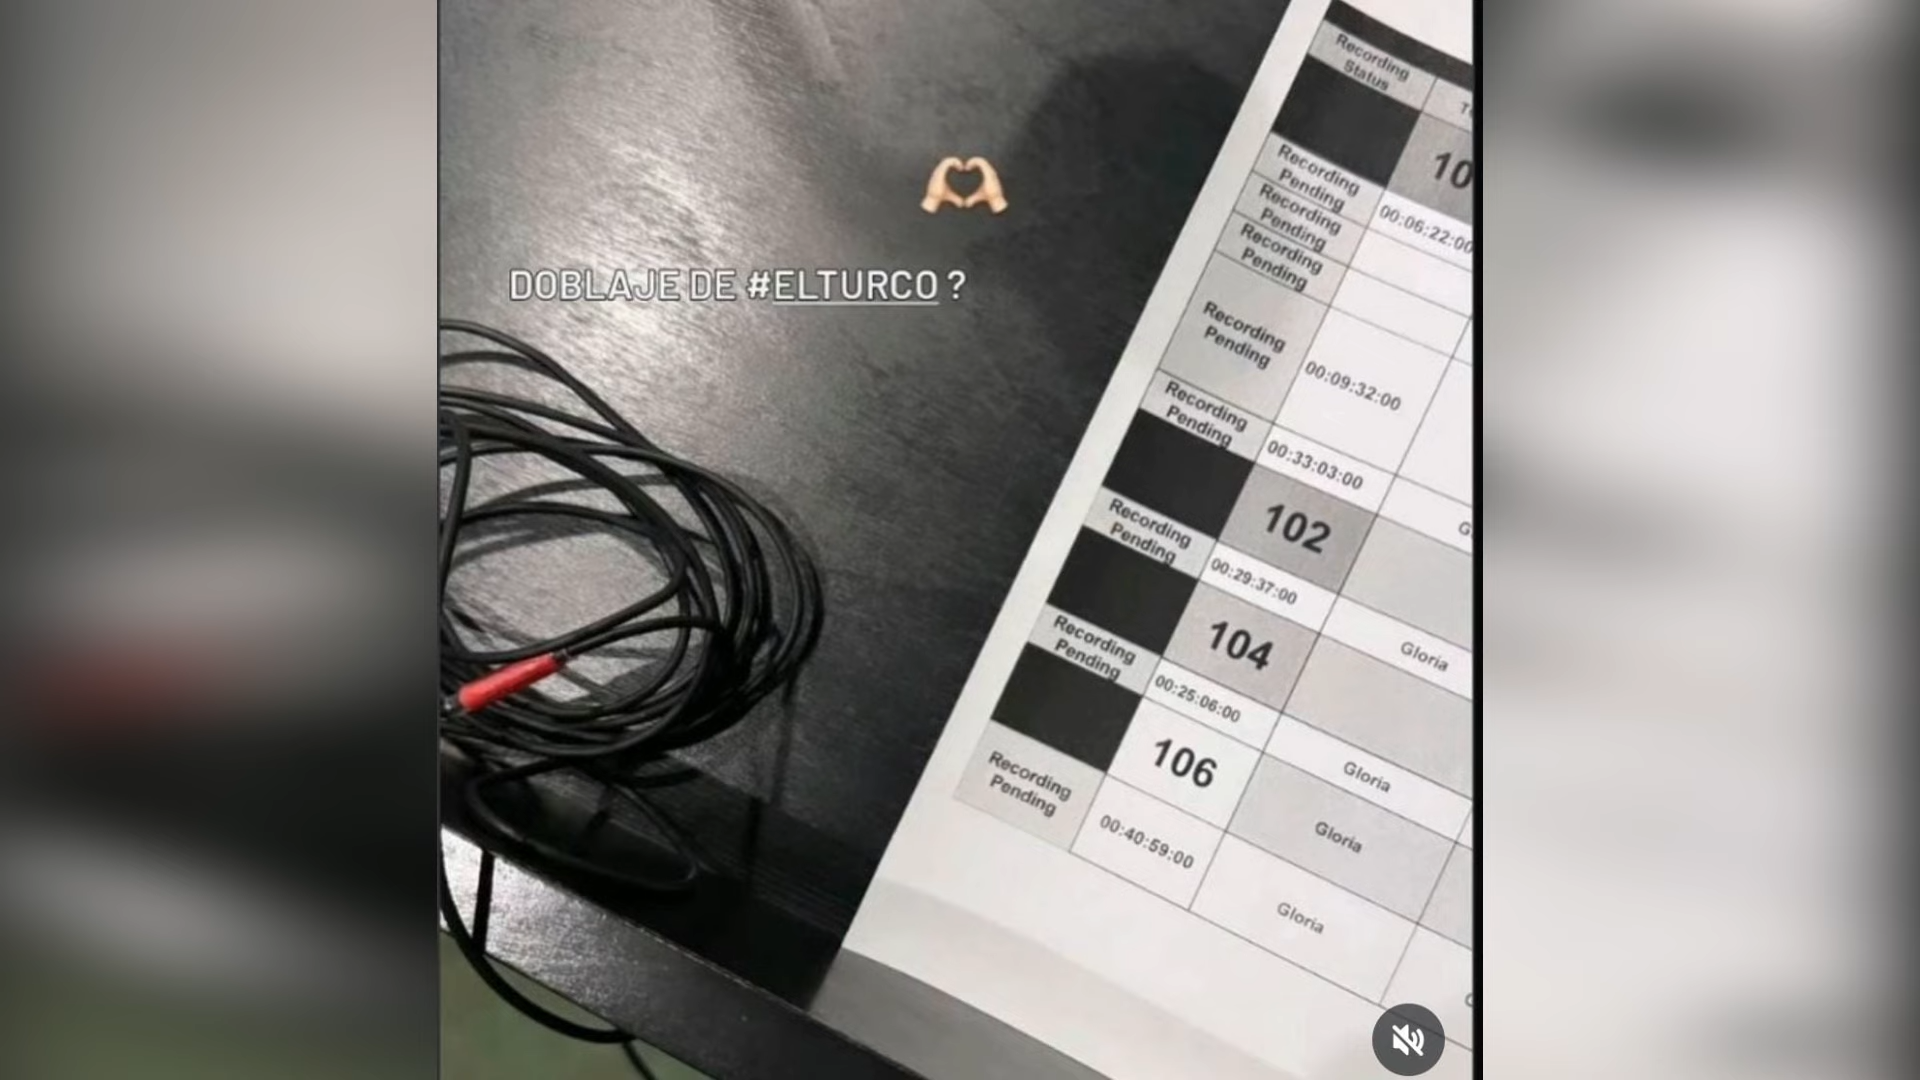 DOBLAJE DE #ELTURCO ?
Recording
Status
Recording
Pending
00:06:22:00
Recording
Pending
Recording
Pending
Recording
Pending
00:09:32:00
Recording
Pending
00:33:03:00
102
Recording
Pending
00:29:37:00
Gloria
104
Recording
Pending
00:25:06:00
Gloria
106
Gloria
Recording
Pending
00:40:59:00
Gloria